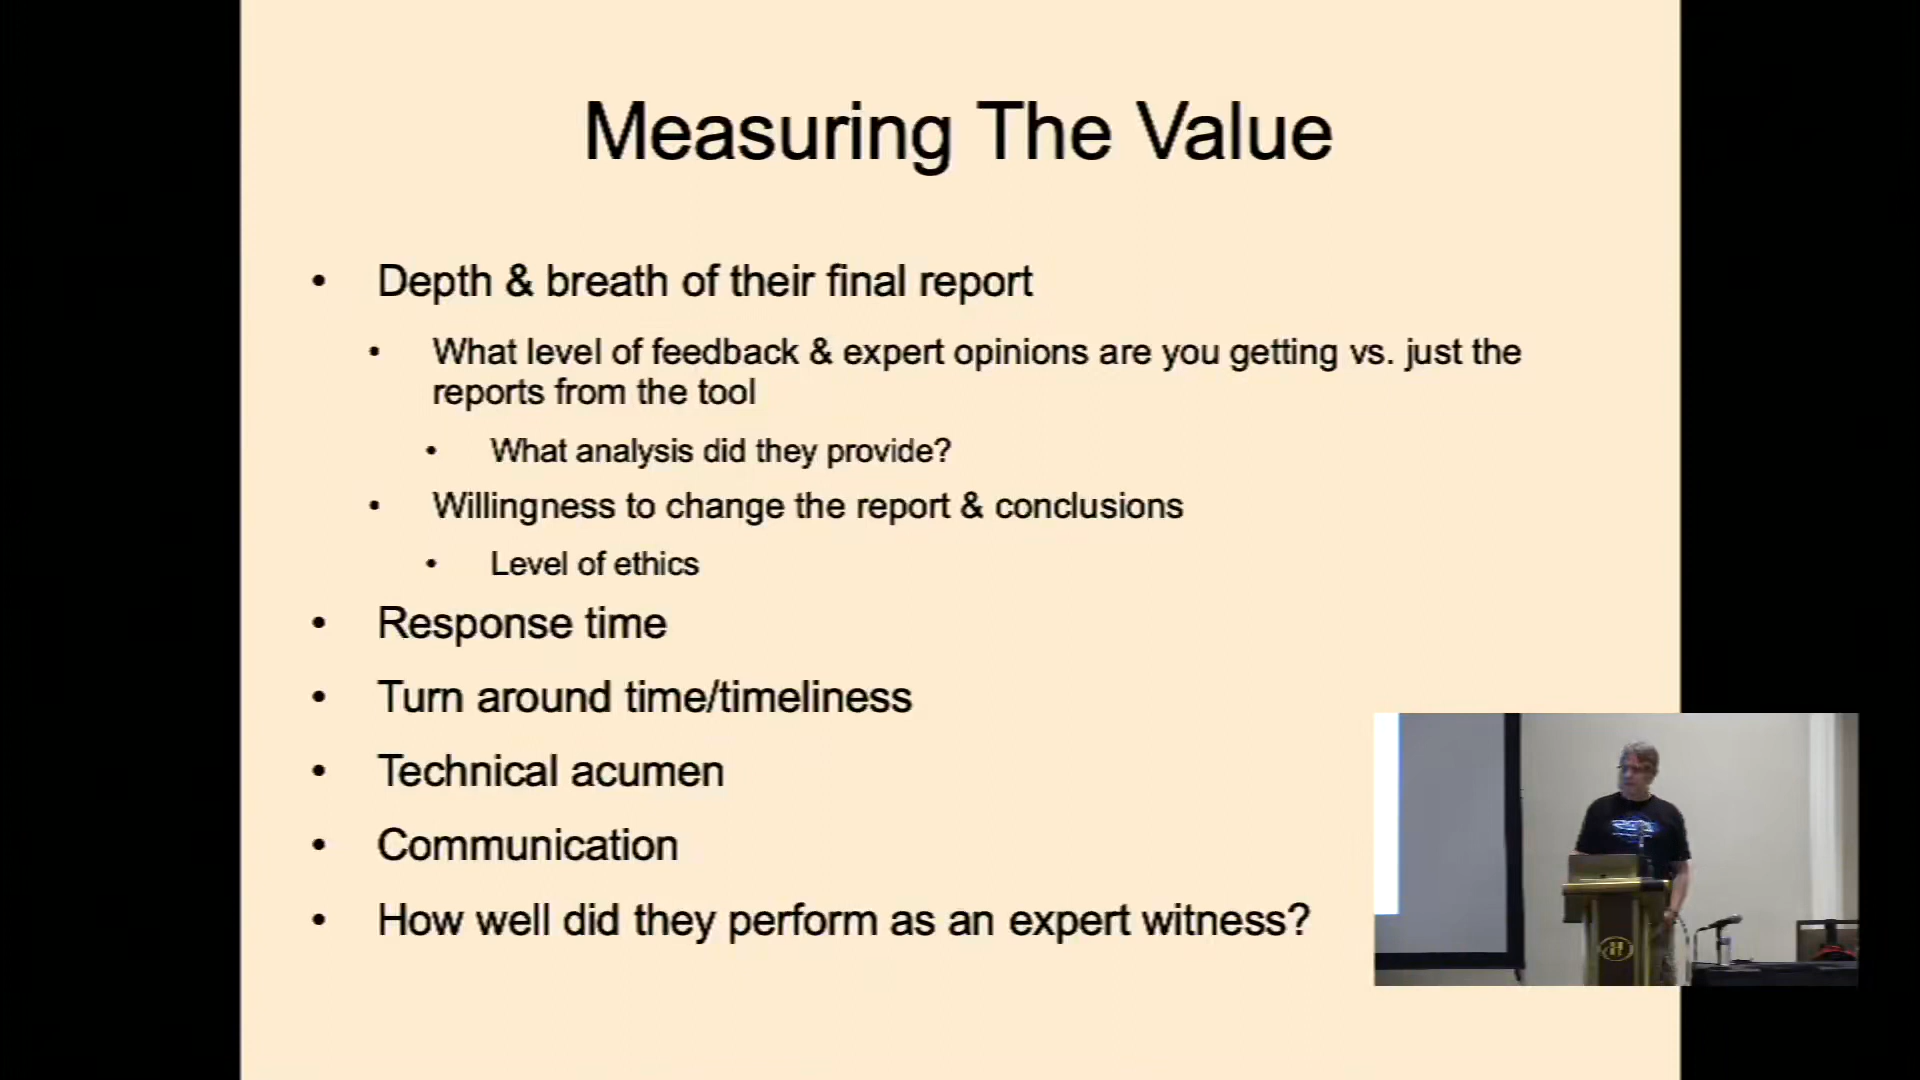 Measuring The Value
• Depth & breath of their final report
• What level of feedback & expert opinions are you getting vs. just the
reports from the tool
• What analysis did they provide?
• Willingness to change the report & conclusions
• Level of ethics
• Response time
• Turn around time/timeliness
• Technical acumen
• Communication
• How well did they perform as an expert witness?